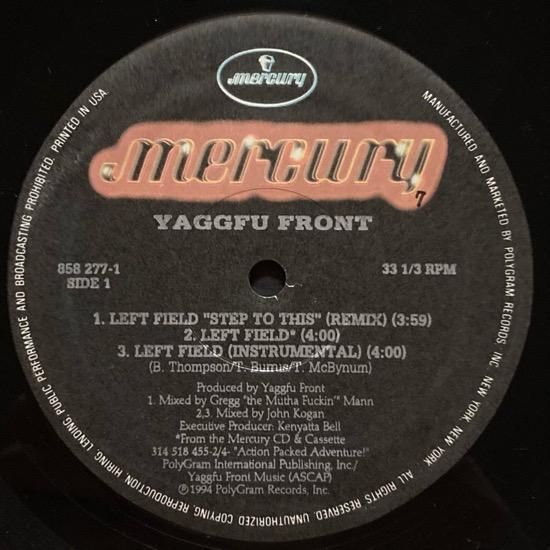 mercury
mercury
7
YAGGFU FRONT
858 277-1
SIDE 1
33 1/3 RPM
1. LEFT FIELD "STEP TO THIS" (REMIX) (3:59)
2. LEFT FIELD* (4:00)
3. LEFT FIELD (INSTRUMENTAL) (4:00)
(B. Thompson/T. Burnis/T. McBynum)
Produced by Yaggfu Front
1. Mixed by Gregg "the Mutha Fuckin'" Mann
2,3. Mixed by John Kogan
Executive Producer: Kenyatta Bell
*From the Mercury CD & Cassette
314 518 455-2/4- "Action Packed Adventure!"
PolyGram International Publishing, Inc./
Yaggfu Front Music (ASCAP)
℗1994 PolyGram Records, Inc.
MANUFACTURED AND MARKETED BY POLYGRAM RECORDS, INC. NEW YORK, NEW YORK. ALL RIGHTS RESERVED. UNAUTHORIZED COPYING, REPRODUCTION, HIRING, LENDING, PUBLIC PERFORMANCE AND BROADCASTING PROHIBITED. PRINTED IN USA.